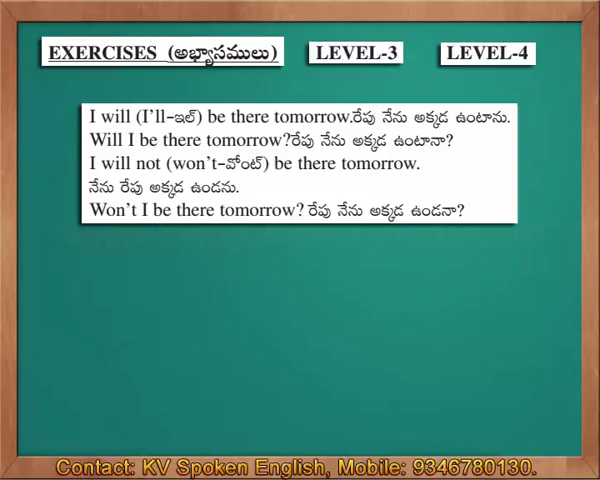 EXERCISES (అభ్యాసములు) LEVEL-3 LEVEL-4
I will (I'll-ఇల్) be there tomorrow.రేపు నేను అక్కడ ఉంటాను.
Will I be there tomorrow?రేపు నేను అక్కడ ఉంటానా?
I will not (won't-వోంట్) be there tomorrow.
నేను రేపు అక్కడ ఉండను.
Won't I be there tomorrow? రేపు నేను అక్కడ ఉండనా?
Contact: KV Spoken English, Mobile: 9346780130.